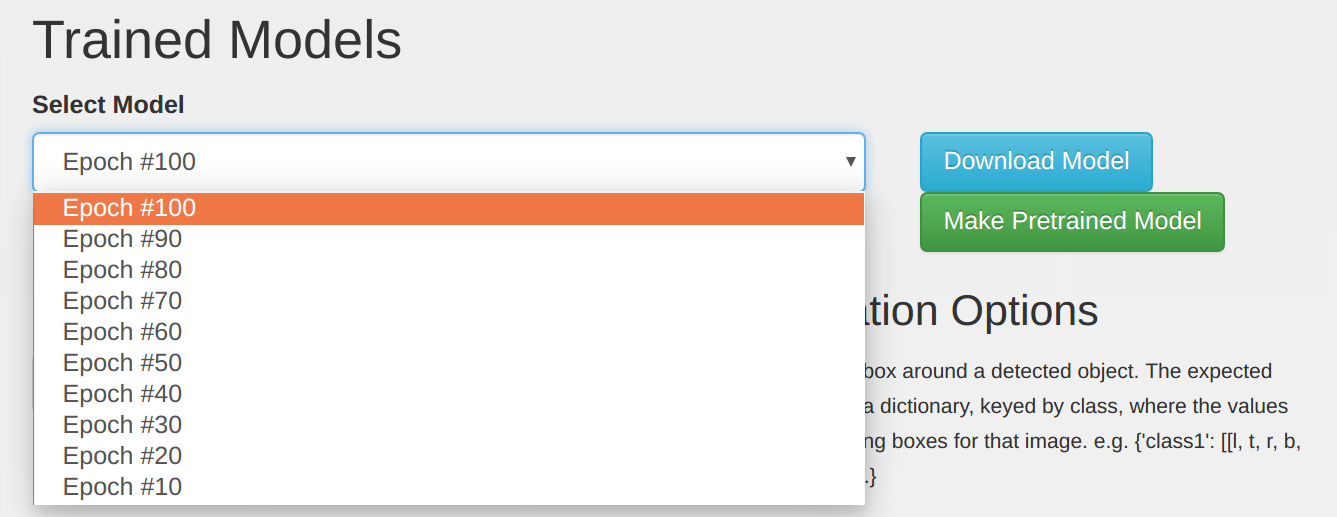 Trained Models
Select Model
Epoch #100
Download Model
Epoch #100
Make Pretrained Model
Epoch #90
Epoch #80
Epoch #70
Epoch #60
Epoch #50
Epoch #40
Epoch #30
Epoch #20
Epoch #10
Options
box around a detected object. The expected
a dictionary, keyed by class, where the values
boxes for that image. e.g. {'class1': [[l, t, r, b,
.}